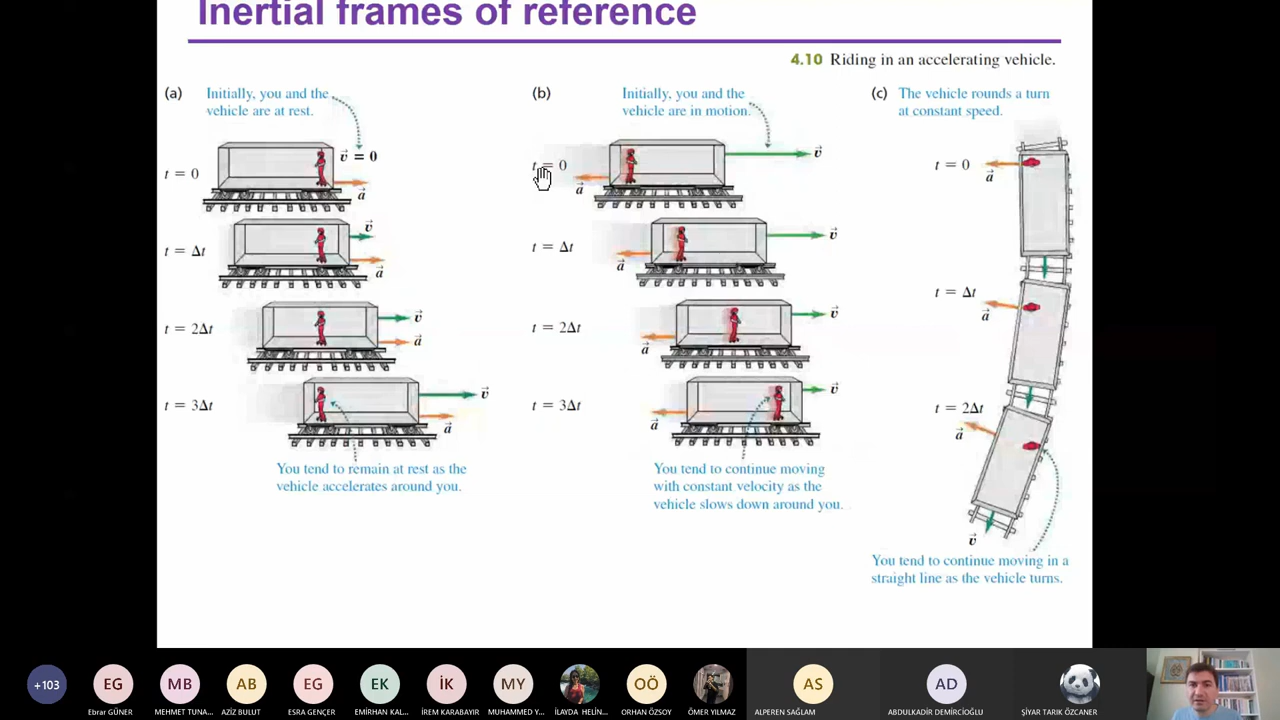 Inertial frames of reference
4.10 Riding in an accelerating vehicle.
(a)
Initially, you and the
vehicle are at rest.
v⃗ = 0
t = 0
a⃗
v⃗
t = Δt
a⃗
t = 2Δt
v⃗
a⃗
t = 3Δt
v⃗
a⃗
You tend to remain at rest as the
vehicle accelerates around you.
(b)
Initially, you and the
vehicle are in motion.
t = 0
v⃗
a⃗
t = Δt
v⃗
a⃗
t = 2Δt
v⃗
a⃗
t = 3Δt
v⃗
a⃗
You tend to continue moving
with constant velocity as the
vehicle slows down around you.
(c)
The vehicle rounds a turn
at constant speed.
t = 0
a⃗
t = Δt
a⃗
t = 2Δt
a⃗
v⃗
You tend to continue moving in a
straight line as the vehicle turns.
+103
EG
MB
AB
EG
EK
İK
MY
OÖ
AS
AD
Ebrar GÜNER
MEHMET TUNA...
AZİZ BULUT
ESRA GENÇER
EMİRHAN KAL...
İREM KARABAYIR
MUHAMMED Y...
İLAYDA HELİN...
ORHAN ÖZSOY
ÖMER YILMAZ
ALPEREN SAĞLAM
ABDULKADİR DEMİRCİOĞLU
ŞİYAR TARIK ÖZCANER